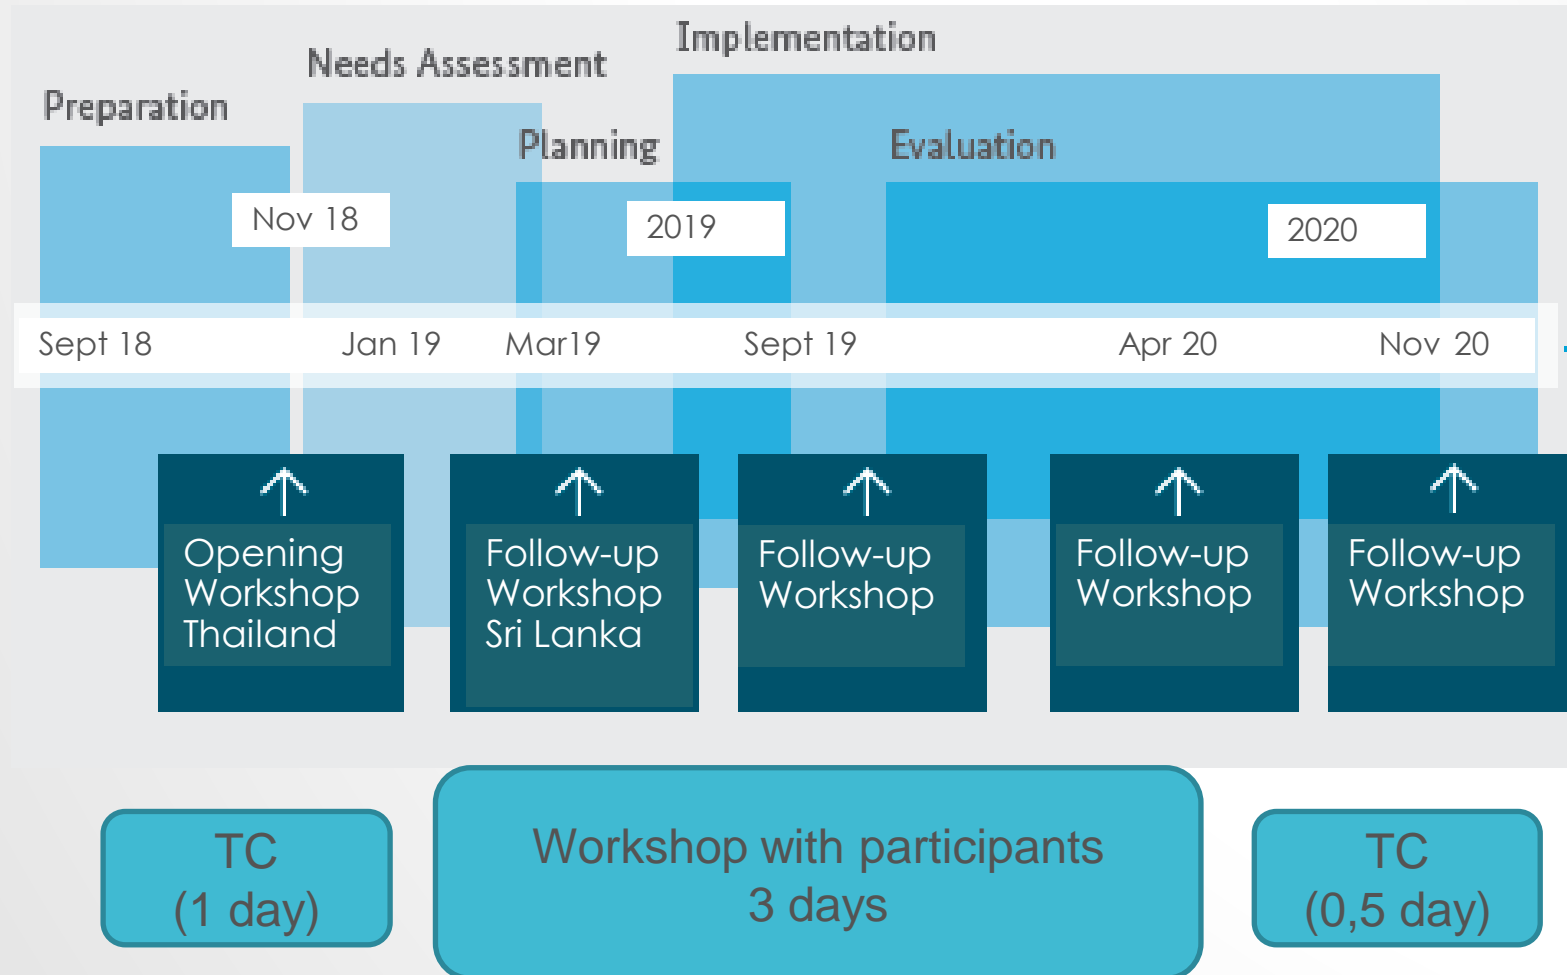 Implementation
Needs Assessment
Preparation
Planning
Evaluation
Nov 18
2019
2020
Sept 18
Jan 19
Mar19
Sept 19
Apr 20
Nov 20
Opening
Workshop
Thailand
Follow-up
Workshop
Sri Lanka
Follow-up
Workshop
Follow-up
Workshop
Follow-up
Workshop
TC
(1 day)
Workshop with participants
3 days
TC
(0,5 day)